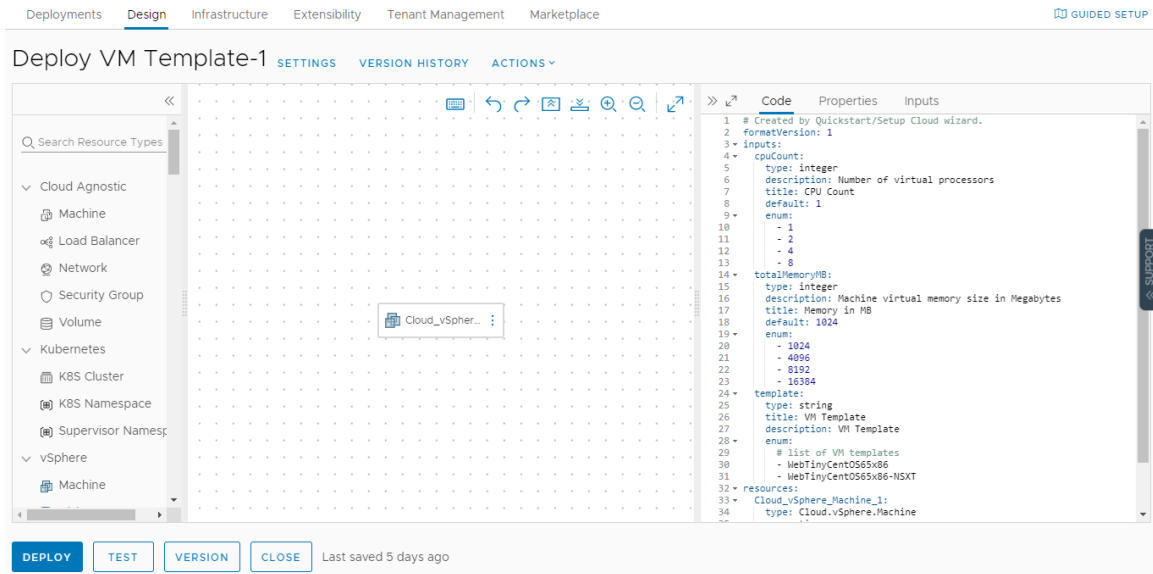 Deployments Design Infrastructure Extensibility Tenant Management Marketplace GUIDED SETUP
Deploy VM Template-1 SETTINGS VERSION HISTORY ACTIONS
Search Resource Types
Cloud Agnostic
Machine
Load Balancer
Network
Security Group
Volume
Kubernetes
K8S Cluster
K8S Namespace
Supervisor Namesp
vSphere
Machine
Cloud_vSpher...
Code Properties Inputs
1 # Created by Quickstart/Setup Cloud wizard.
2 formatVersion: 1
3 inputs:
4 cpuCount:
5 type: integer
6 description: Number of virtual processors
7 title: CPU Count
8 default: 1
9 enum:
10 - 1
11 - 2
12 - 4
13 - 8
14 totalMemoryMB:
15 type: integer
16 description: Machine virtual memory size in Megabytes
17 title: Memory in MB
18 default: 1024
19 enum:
20 - 1024
21 - 4096
22 - 8192
23 - 16384
24 template:
25 type: string
26 title: VM Template
27 description: VM Template
28 enum:
29 # list of VM templates
30 - WebTinyCentOS65x86
31 - WebTinyCentOS65x86-NSXT
32 resources:
33 Cloud_vSphere_Machine_1:
34 type: Cloud.vSphere.Machine
SUPPORT
DEPLOY TEST VERSION CLOSE Last saved 5 days ago